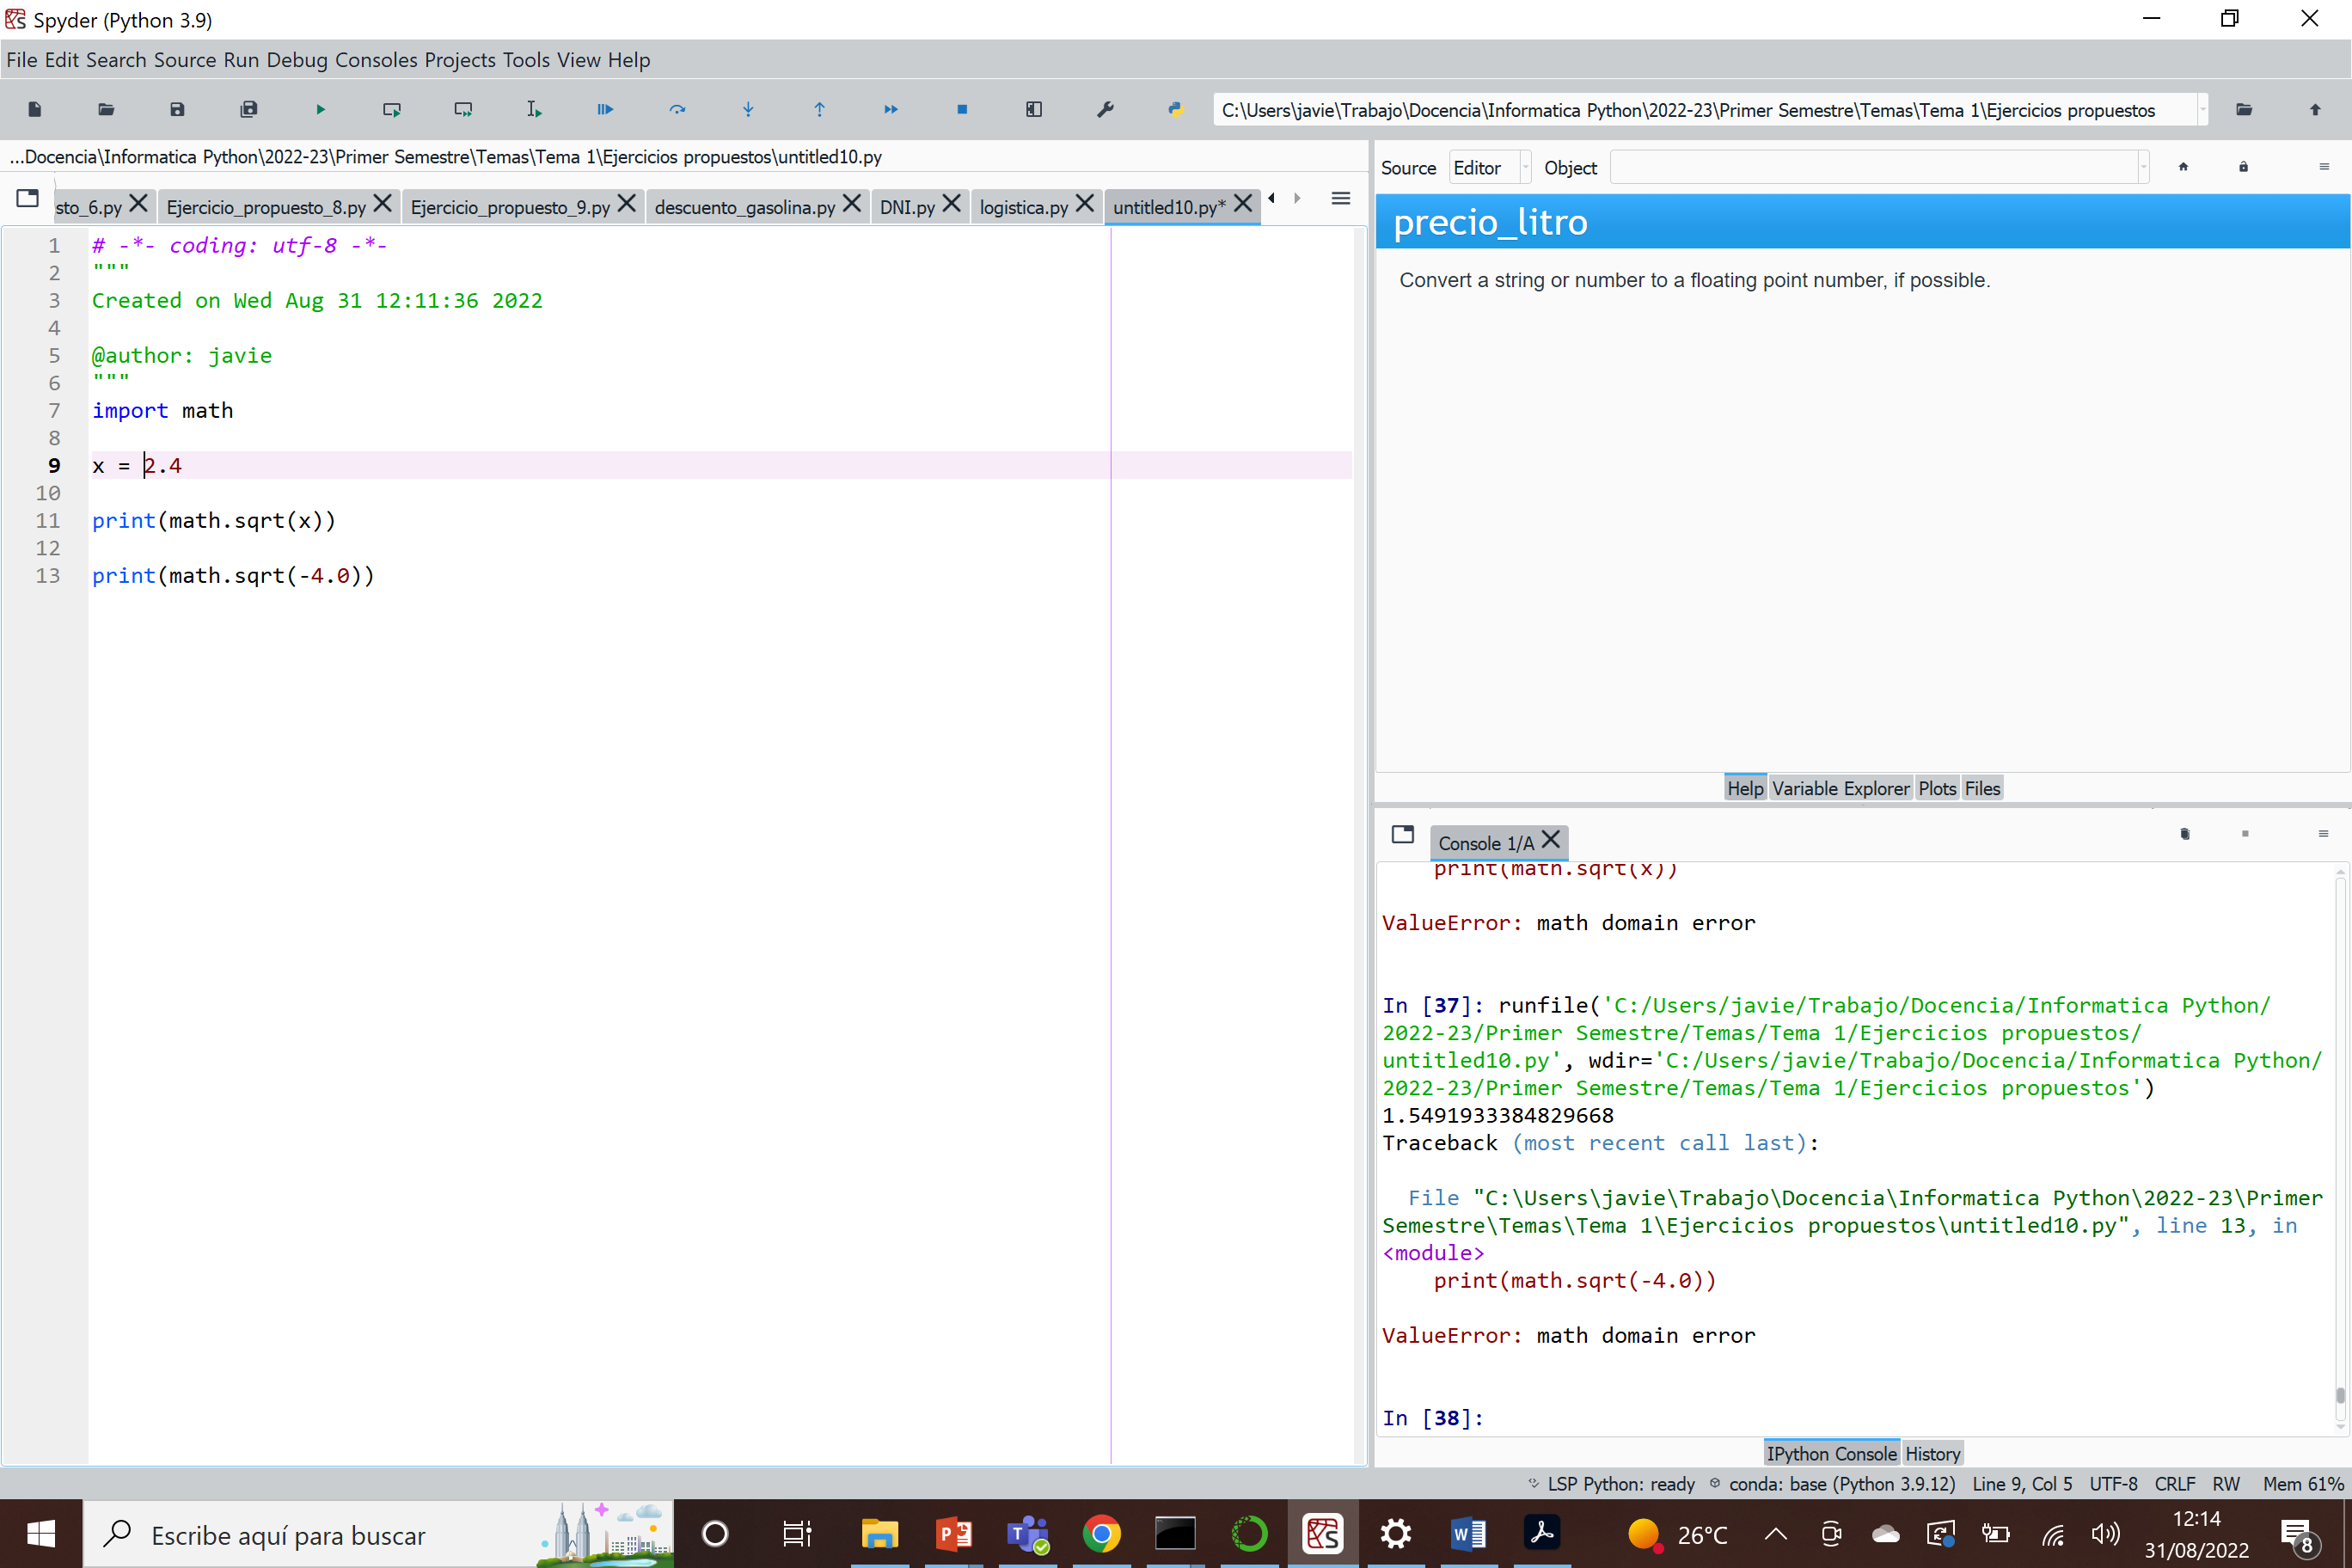 Spyder (Python 3.9)
File Edit Search Source Run Debug Consoles Projects Tools View Help
C:\Users\javie\Trabajo\Docencia\Informatica Python\2022-23\Primer Semestre\Temas\Tema 1\Ejercicios propuestos
...Docencia\Informatica Python\2022-23\Primer Semestre\Temas\Tema 1\Ejercicios propuestos\untitled10.py
sto_6.py Ejercicio_propuesto_8.py Ejercicio_propuesto_9.py descuento_gasolina.py DNI.py logistica.py untitled10.py*
1 # -*- coding: utf-8 -*-
2 """
3 Created on Wed Aug 31 12:11:36 2022
4
5 @author: javie
6 """
7 import math
8
9 x = 2.4
10
11 print(math.sqrt(x))
12
13 print(math.sqrt(-4.0))
Source Editor Object
precio_litro
Convert a string or number to a floating point number, if possible.
Help Variable Explorer Plots Files
Console 1/A
print(math.sqrt(x))
ValueError: math domain error
In [37]: runfile('C:/Users/javie/Trabajo/Docencia/Informatica Python/
2022-23/Primer Semestre/Temas/Tema 1/Ejercicios propuestos/
untitled10.py', wdir='C:/Users/javie/Trabajo/Docencia/Informatica Python/
2022-23/Primer Semestre/Temas/Tema 1/Ejercicios propuestos')
1.5491933384829668
Traceback (most recent call last):
File "C:\Users\javie\Trabajo\Docencia\Informatica Python\2022-23\Primer
Semestre\Temas\Tema 1\Ejercicios propuestos\untitled10.py", line 13, in
<module>
print(math.sqrt(-4.0))
ValueError: math domain error
In [38]:
IPython Console History
LSP Python: ready conda: base (Python 3.9.12) Line 9, Col 5 UTF-8 CRLF RW Mem 61%
Escribe aquí para buscar
26°C
12:14
31/08/2022
8